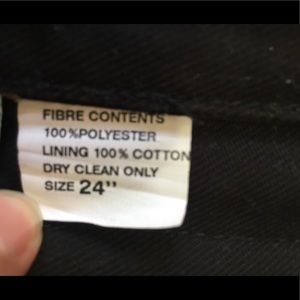 FIBRE CONTENTS
100%POLYESTER
LINING 100% COTTON
DRY CLEAN ONLY
SIZE 24"